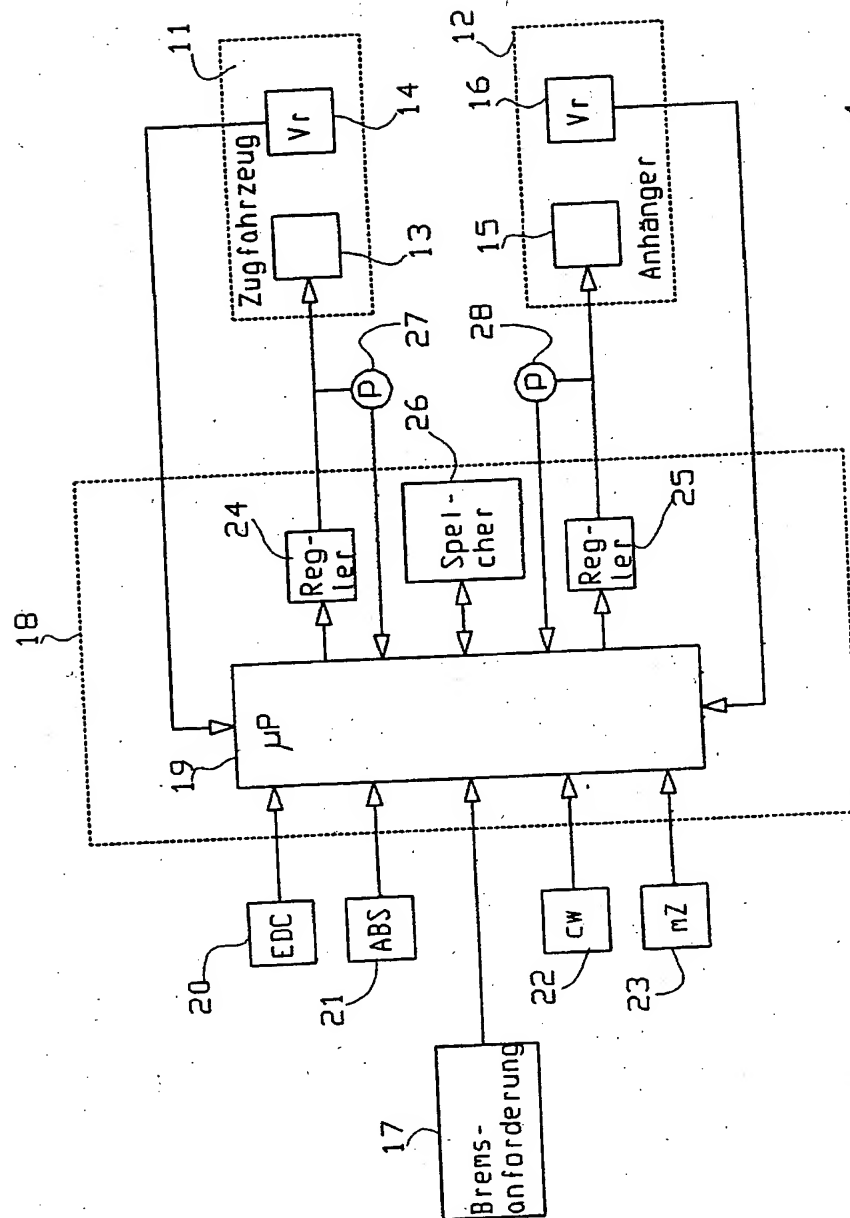 18
11
Zugfahrzeug
19
20
EDC
µP
24
Reg-
ler
13
Vr
14
21
ABS
P
27
17
Brems-
anforderung
26
Spei-
cher
22
cw
28
P
15
16
Vr
12
23
mZ
Reg-
ler
25
Anhänger